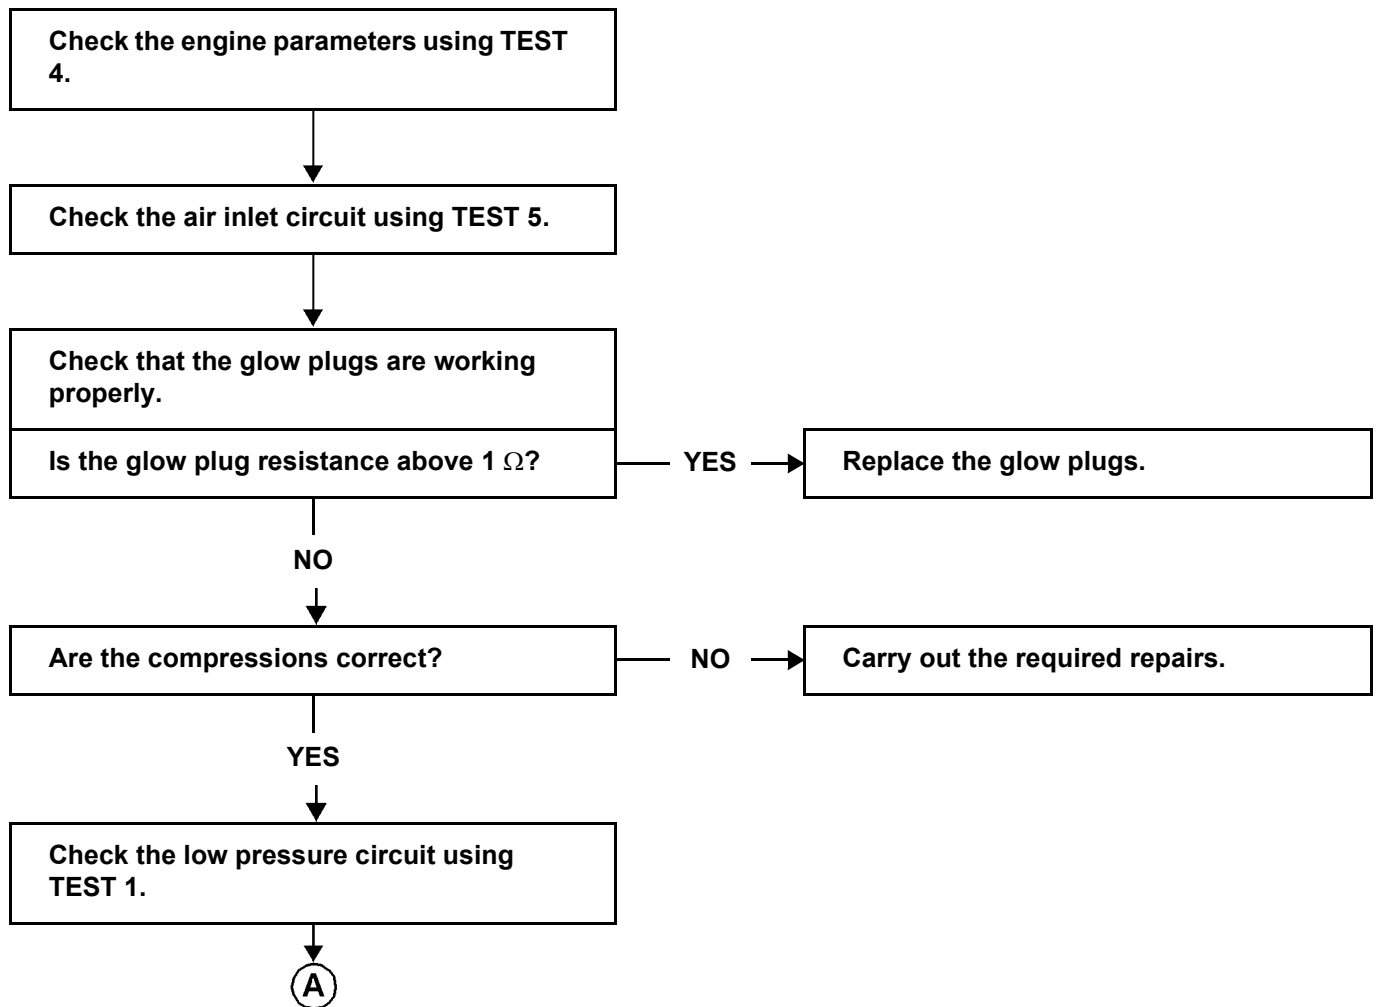 Check the engine parameters using TEST
4.
Check the air inlet circuit using TEST 5.
Check that the glow plugs are working
properly.
Is the glow plug resistance above 1 Ω?
YES
Replace the glow plugs.
NO
Are the compressions correct?
NO
Carry out the required repairs.
YES
Check the low pressure circuit using
TEST 1.
A